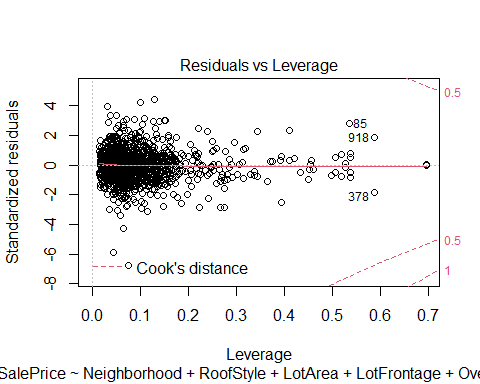 Residuals vs Leverage
Standardized residuals
4
2
0
-2
-4
-6
-8
0.5
85
918
378
0.5
1
Cook's distance
0.0 0.1 0.2 0.3 0.4 0.5 0.6 0.7
Leverage
SalePrice ~ Neighborhood + RoofStyle + LotArea + LotFrontage + Ove